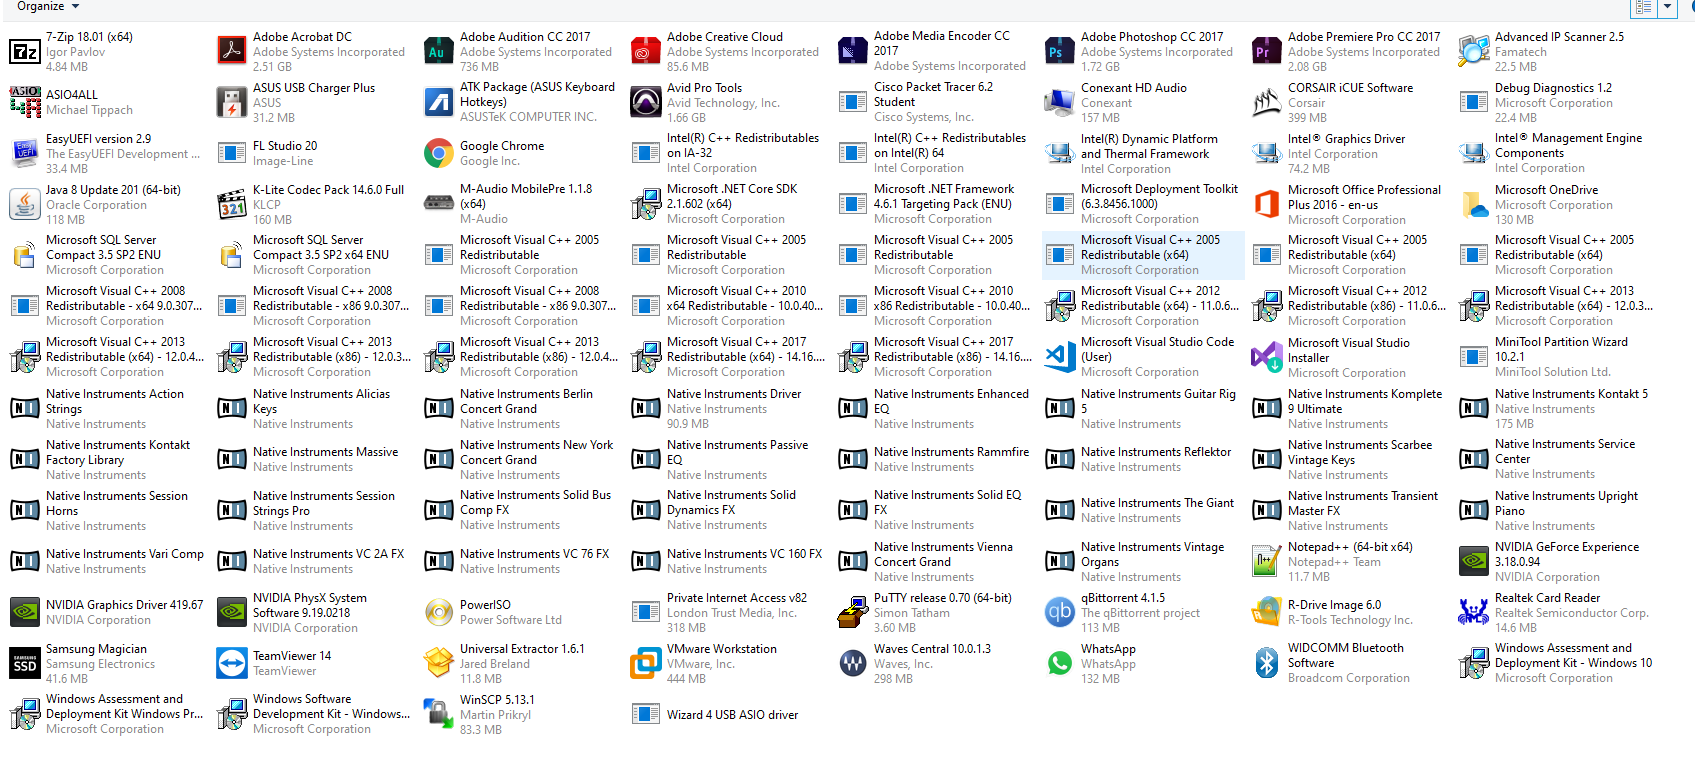 Organize
7-Zip 18.01 (x64)
Igor Pavlov
4.84 MB
Adobe Acrobat DC
Adobe Systems Incorporated
2.51 GB
Adobe Audition CC 2017
Adobe Systems Incorporated
736 MB
Adobe Creative Cloud
Adobe Systems Incorporated
85.6 MB
Adobe Media Encoder CC
2017
Adobe Systems Incorporated
Adobe Photoshop CC 2017
Adobe Systems Incorporated
1.72 GB
Adobe Premiere Pro CC 2017
Adobe Systems Incorporated
2.08 GB
Advanced IP Scanner 2.5
Famatech
22.5 MB
ASIO4ALL
Michael Tippach
ASUS USB Charger Plus
ASUS
31.2 MB
ATK Package (ASUS Keyboard
Hotkeys)
ASUSTeK COMPUTER INC.
Avid Pro Tools
Avid Technology, Inc.
1.66 GB
Cisco Packet Tracer 6.2
Student
Cisco Systems, Inc.
Conexant HD Audio
Conexant
157 MB
CORSAIR iCUE Software
Corsair
399 MB
Debug Diagnostics 1.2
Microsoft Corporation
22.4 MB
EasyUEFI version 2.9
The EasyUEFI Development ...
33.4 MB
FL Studio 20
Image-Line
Google Chrome
Google Inc.
Intel(R) C++ Redistributables
on IA-32
Intel Corporation
Intel(R) C++ Redistributables
on Intel(R) 64
Intel Corporation
Intel(R) Dynamic Platform
and Thermal Framework
Intel Corporation
Intel® Graphics Driver
Intel Corporation
74.2 MB
Intel® Management Engine
Components
Intel Corporation
Java 8 Update 201 (64-bit)
Oracle Corporation
118 MB
K-Lite Codec Pack 14.6.0 Full
KLCP
160 MB
M-Audio MobilePre 1.1.8
(x64)
M-Audio
Microsoft .NET Core SDK
2.1.602 (x64)
Microsoft Corporation
Microsoft .NET Framework
4.6.1 Targeting Pack (ENU)
Microsoft Corporation
Microsoft Deployment Toolkit
(6.3.8456.1000)
Microsoft Corporation
Microsoft Office Professional
Plus 2016 - en-us
Microsoft Corporation
Microsoft OneDrive
Microsoft Corporation
130 MB
Microsoft SQL Server
Compact 3.5 SP2 ENU
Microsoft Corporation
Microsoft SQL Server
Compact 3.5 SP2 x64 ENU
Microsoft Corporation
Microsoft Visual C++ 2005
Redistributable
Microsoft Corporation
Microsoft Visual C++ 2005
Redistributable
Microsoft Corporation
Microsoft Visual C++ 2005
Redistributable
Microsoft Corporation
Microsoft Visual C++ 2005
Redistributable (x64)
Microsoft Corporation
Microsoft Visual C++ 2005
Redistributable (x64)
Microsoft Corporation
Microsoft Visual C++ 2005
Redistributable (x64)
Microsoft Corporation
Microsoft Visual C++ 2008
Redistributable - x64 9.0.307...
Microsoft Corporation
Microsoft Visual C++ 2008
Redistributable - x86 9.0.307...
Microsoft Corporation
Microsoft Visual C++ 2008
Redistributable - x86 9.0.307...
Microsoft Corporation
Microsoft Visual C++ 2010
x64 Redistributable - 10.0.40...
Microsoft Corporation
Microsoft Visual C++ 2010
x86 Redistributable - 10.0.40...
Microsoft Corporation
Microsoft Visual C++ 2012
Redistributable (x64) - 11.0.6...
Microsoft Corporation
Microsoft Visual C++ 2012
Redistributable (x86) - 11.0.6...
Microsoft Corporation
Microsoft Visual C++ 2013
Redistributable (x64) - 12.0.3...
Microsoft Corporation
Microsoft Visual C++ 2013
Redistributable (x64) - 12.0.4...
Microsoft Corporation
Microsoft Visual C++ 2013
Redistributable (x86) - 12.0.3...
Microsoft Corporation
Microsoft Visual C++ 2013
Redistributable (x86) - 12.0.4...
Microsoft Corporation
Microsoft Visual C++ 2017
Redistributable (x64) - 14.16....
Microsoft Corporation
Microsoft Visual C++ 2017
Redistributable (x86) - 14.16....
Microsoft Corporation
Microsoft Visual Studio Code
(User)
Microsoft Corporation
Microsoft Visual Studio
Installer
Microsoft Corporation
MiniTool Partition Wizard
10.2.1
MiniTool Solution Ltd.
Native Instruments Action
Strings
Native Instruments
Native Instruments Alicias
Keys
Native Instruments
Native Instruments Berlin
Concert Grand
Native Instruments
Native Instruments Driver
Native Instruments
90.9 MB
Native Instruments Enhanced
EQ
Native Instruments
Native Instruments Guitar Rig
5
Native Instruments
Native Instruments Komplete
9 Ultimate
Native Instruments
Native Instruments Kontakt 5
Native Instruments
175 MB
Native Instruments Kontakt
Factory Library
Native Instruments
Native Instruments Massive
Native Instruments
Native Instruments New York
Concert Grand
Native Instruments
Native Instruments Passive
EQ
Native Instruments
Native Instruments Rammfire
Native Instruments
Native Instruments Reflektor
Native Instruments
Native Instruments Scarbee
Vintage Keys
Native Instruments
Native Instruments Service
Center
Native Instruments
Native Instruments Session
Horns
Native Instruments
Native Instruments Session
Strings Pro
Native Instruments
Native Instruments Solid Bus
Comp FX
Native Instruments
Native Instruments Solid
Dynamics FX
Native Instruments
Native Instruments Solid EQ
FX
Native Instruments
Native Instruments The Giant
Native Instruments
Native Instruments Transient
Master FX
Native Instruments
Native Instruments Upright
Piano
Native Instruments
Native Instruments Vari Comp
Native Instruments
Native Instruments VC 2A FX
Native Instruments
Native Instruments VC 76 FX
Native Instruments
Native Instruments VC 160 FX
Native Instruments
Native Instruments Vienna
Concert Grand
Native Instruments
Native Instruments Vintage
Organs
Native Instruments
Notepad++ (64-bit x64)
Notepad++ Team
11.7 MB
NVIDIA GeForce Experience
3.18.0.94
NVIDIA Corporation
NVIDIA Graphics Driver 419.67
NVIDIA Corporation
NVIDIA PhysX System
Software 9.19.0218
NVIDIA Corporation
PowerISO
Power Software Ltd
Private Internet Access v82
London Trust Media, Inc.
318 MB
PuTTY release 0.70 (64-bit)
Simon Tatham
3.60 MB
qBittorrent 4.1.5
The qBittorrent project
113 MB
R-Drive Image 6.0
R-Tools Technology Inc.
Realtek Card Reader
Realtek Semiconductor Corp.
14.6 MB
Samsung Magician
Samsung Electronics
41.6 MB
TeamViewer 14
TeamViewer
Universal Extractor 1.6.1
Jared Breland
11.8 MB
VMware Workstation
VMware, Inc.
444 MB
Waves Central 10.0.1.3
Waves, Inc.
298 MB
WhatsApp
WhatsApp
132 MB
WIDCOMM Bluetooth
Software
Broadcom Corporation
Windows Assessment and
Deployment Kit - Windows 10
Microsoft Corporation
Windows Assessment and
Deployment Kit Windows Pr...
Microsoft Corporation
Windows Software
Development Kit - Windows...
Microsoft Corporation
WinSCP 5.13.1
Martin Prikryl
83.3 MB
Wizard 4 USB ASIO driver